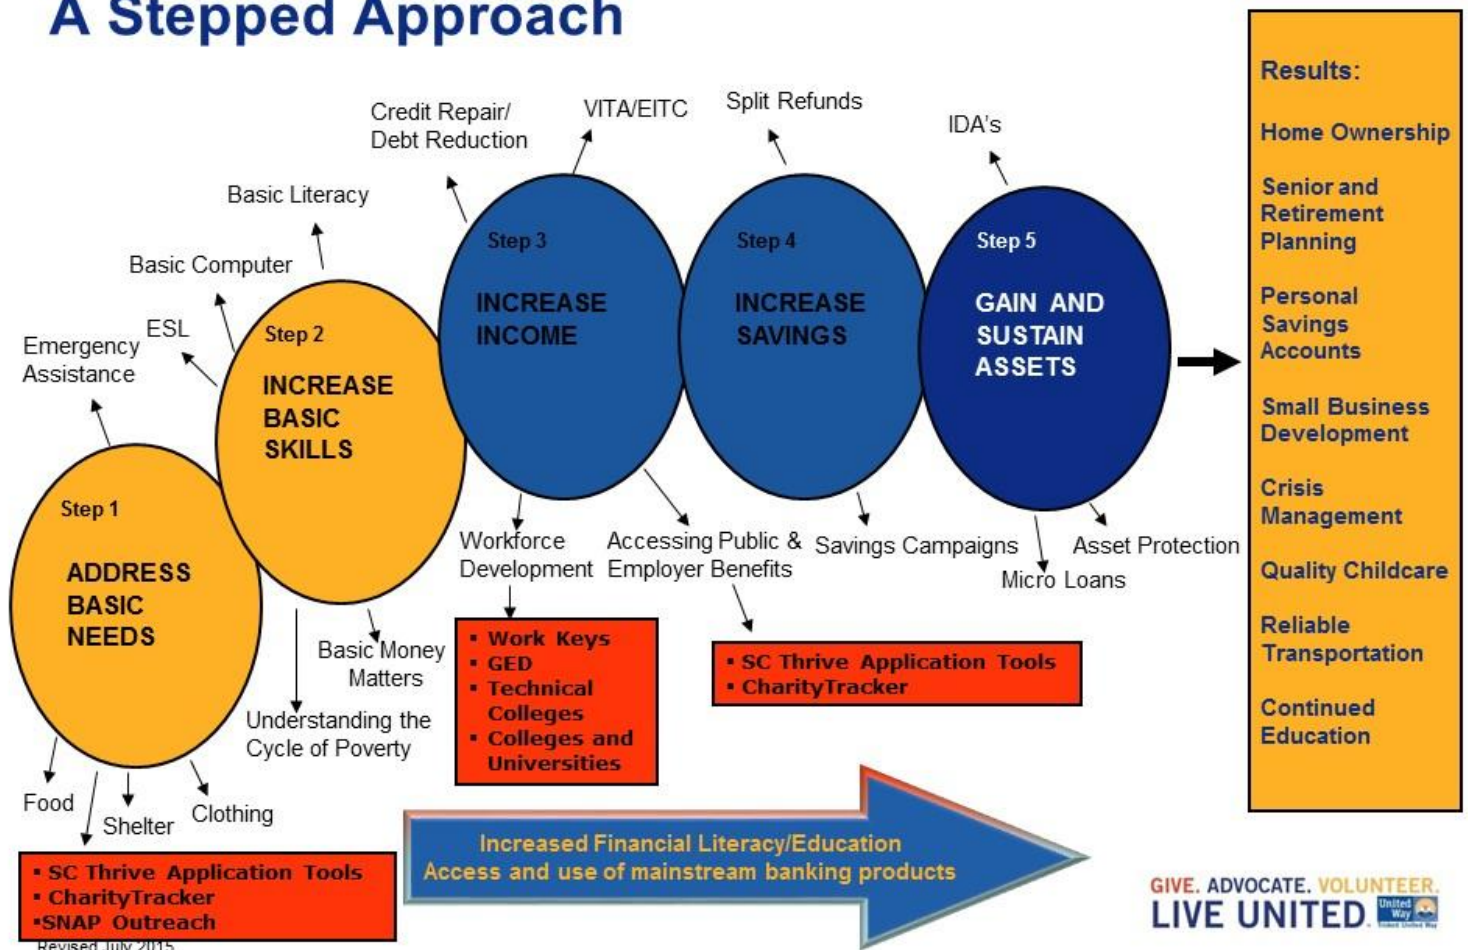 A Stepped Approach
Emergency
Assistance
Step 1
ADDRESS
BASIC
NEEDS
Food
Shelter
Clothing
▪ SC Thrive Application Tools
▪ CharityTracker
▪SNAP Outreach
Revised July 2015
ESL
Basic Computer
Basic Literacy
Step 2
INCREASE
BASIC
SKILLS
Basic Money
Matters
Understanding the
Cycle of Poverty
Credit Repair/
Debt Reduction
VITA/EITC
Step 3
INCREASE
INCOME
Workforce
Development
▪ Work Keys
▪ GED
▪ Technical
Colleges
▪ Colleges and
Universities
Accessing Public &
Employer Benefits
▪ SC Thrive Application Tools
▪ CharityTracker
Split Refunds
Step 4
INCREASE
SAVINGS
Savings Campaigns
IDA's
Step 5
GAIN AND
SUSTAIN
ASSETS
Micro Loans
Asset Protection
Increased Financial Literacy/Education
Access and use of mainstream banking products
Results:
Home Ownership
Senior and
Retirement
Planning
Personal
Savings
Accounts
Small Business
Development
Crisis
Management
Quality Childcare
Reliable
Transportation
Continued
Education
GIVE. ADVOCATE. VOLUNTEER.
LIVE UNITED.
United
Way
Trident United Way